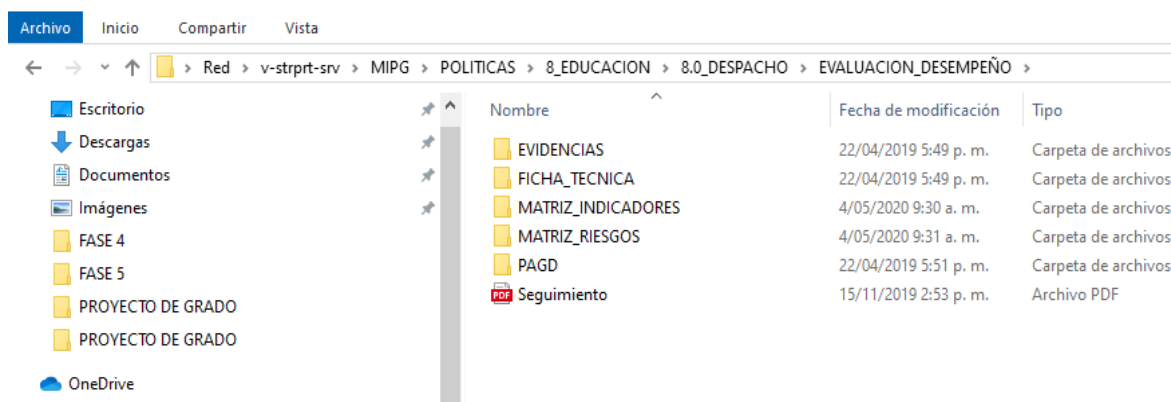 Archivo Inicio Compartir Vista
Red > v-strprt-srv > MIPG > POLITICAS > 8_EDUCACION > 8.0_DESPACHO > EVALUACION_DESEMPEÑO >
Escritorio
Descargas
Documentos
Imágenes
FASE 4
FASE 5
PROYECTO DE GRADO
PROYECTO DE GRADO
OneDrive
Nombre Fecha de modificación Tipo
EVIDENCIAS 22/04/2019 5:49 p. m. Carpeta de archivos
FICHA_TECNICA 22/04/2019 5:49 p. m. Carpeta de archivos
MATRIZ_INDICADORES 4/05/2020 9:30 a. m. Carpeta de archivos
MATRIZ_RIESGOS 4/05/2020 9:31 a. m. Carpeta de archivos
PAGD 22/04/2019 5:51 p. m. Carpeta de archivos
PDF Seguimiento 15/11/2019 2:53 p. m. Archivo PDF